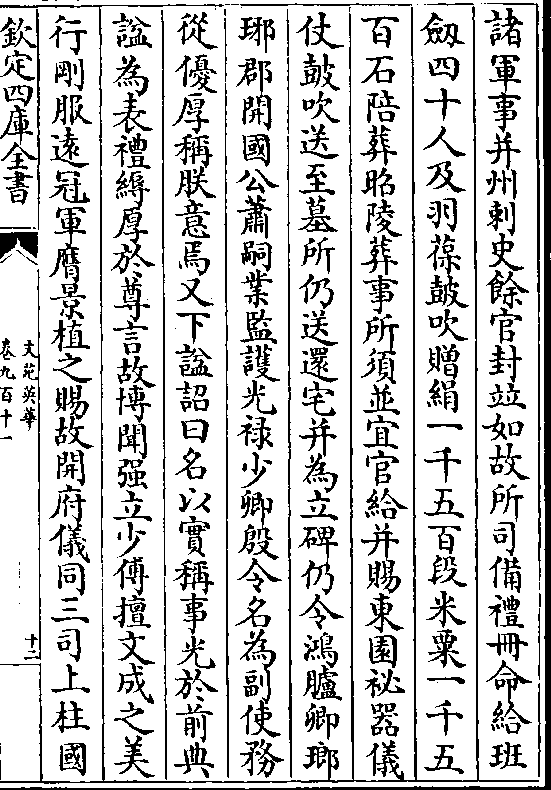 諸軍事并州刺史餘官封竝如故所司備禮冊命給班
劔四十人及羽葆鼓吹贈絹一千五百段米粟一千五
百石陪葬昭陵葬事所須並宜官給并賜東園祕器儀
仗鼓吹送至墓所仍送還宅并為立碑仍令鴻臚卿瑯
琊郡開國公蕭嗣業監護光禄少卿殷令名為副使務
從優厚稱朕意焉又下諡詔曰名以實稱事光於前典
諡為表禮縟厚於尊言故博聞强立少傅擅文成之美
行剛服遠冠軍膺景植之賜故開府儀同三司上柱國
欽定四庫全書
文苑英華
卷九百十一
十二